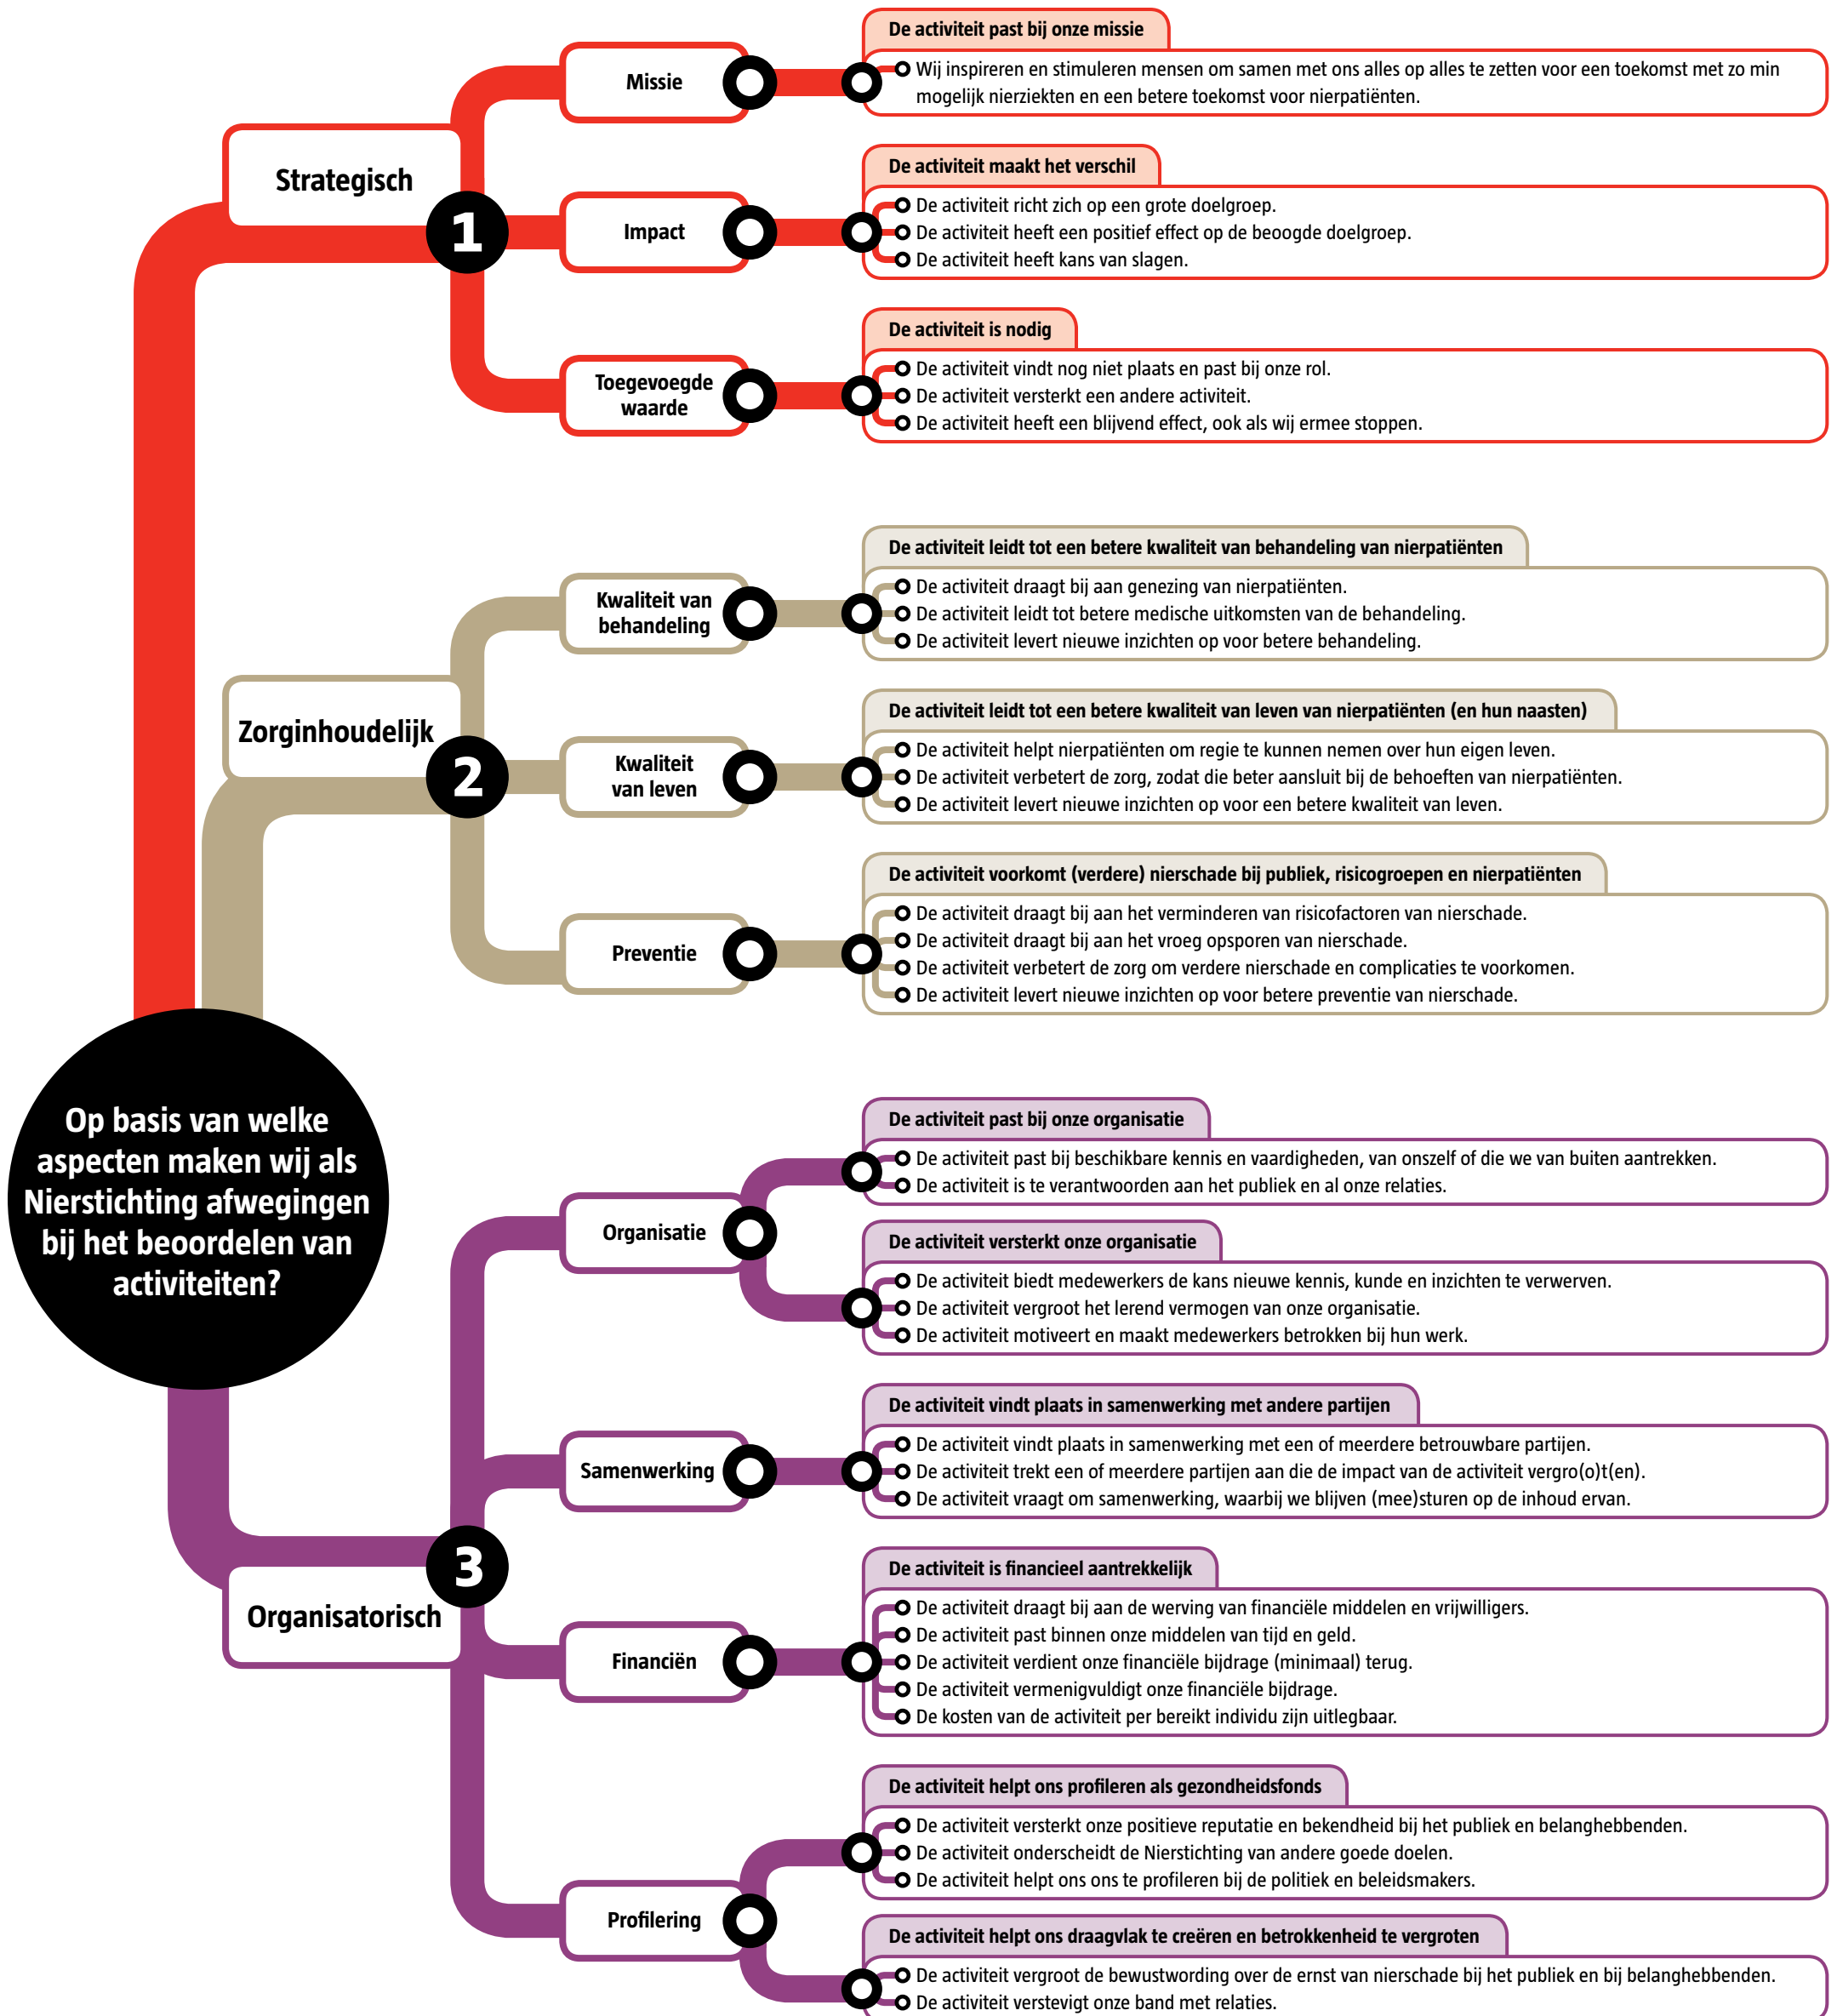 Op basis van welke
aspecten maken wij als
Nierstichting afwegingen
bij het beoordelen van
activiteiten?
Strategisch
1
Missie
De activiteit past bij onze missie
Wij inspireren en stimuleren mensen om samen met ons alles op alles te zetten voor een toekomst met zo min
mogelijk nierziekten en een betere toekomst voor nierpatiënten.
Impact
De activiteit maakt het verschil
De activiteit richt zich op een grote doelgroep.
De activiteit heeft een positief effect op de beoogde doelgroep.
De activiteit heeft kans van slagen.
Toegevoegde
waarde
De activiteit is nodig
De activiteit vindt nog niet plaats en past bij onze rol.
De activiteit versterkt een andere activiteit.
De activiteit heeft een blijvend effect, ook als wij ermee stoppen.
Zorginhoudelijk
2
Kwaliteit van
behandeling
De activiteit leidt tot een betere kwaliteit van behandeling van nierpatiënten
De activiteit draagt bij aan genezing van nierpatiënten.
De activiteit leidt tot betere medische uitkomsten van de behandeling.
De activiteit levert nieuwe inzichten op voor betere behandeling.
Kwaliteit
van leven
De activiteit leidt tot een betere kwaliteit van leven van nierpatiënten (en hun naasten)
De activiteit helpt nierpatiënten om regie te kunnen nemen over hun eigen leven.
De activiteit verbetert de zorg, zodat die beter aansluit bij de behoeften van nierpatiënten.
De activiteit levert nieuwe inzichten op voor een betere kwaliteit van leven.
Preventie
De activiteit voorkomt (verdere) nierschade bij publiek, risicogroepen en nierpatiënten
De activiteit draagt bij aan het verminderen van risicofactoren van nierschade.
De activiteit draagt bij aan het vroeg opsporen van nierschade.
De activiteit verbetert de zorg om verdere nierschade en complicaties te voorkomen.
De activiteit levert nieuwe inzichten op voor betere preventie van nierschade.
Organisatorisch
3
Organisatie
De activiteit past bij onze organisatie
De activiteit past bij beschikbare kennis en vaardigheden, van onszelf of die we van buiten aantrekken.
De activiteit is te verantwoorden aan het publiek en al onze relaties.
De activiteit versterkt onze organisatie
De activiteit biedt medewerkers de kans nieuwe kennis, kunde en inzichten te verwerven.
De activiteit vergroot het lerend vermogen van onze organisatie.
De activiteit motiveert en maakt medewerkers betrokken bij hun werk.
Samenwerking
De activiteit vindt plaats in samenwerking met andere partijen
De activiteit vindt plaats in samenwerking met een of meerdere betrouwbare partijen.
De activiteit trekt een of meerdere partijen aan die de impact van de activiteit vergro(o)t(en).
De activiteit vraagt om samenwerking, waarbij we blijven (mee)sturen op de inhoud ervan.
Financiën
De activiteit is financieel aantrekkelijk
De activiteit draagt bij aan de werving van financiële middelen en vrijwilligers.
De activiteit past binnen onze middelen van tijd en geld.
De activiteit verdient onze financiële bijdrage (minimaal) terug.
De activiteit vermenigvuldigt onze financiële bijdrage.
De kosten van de activiteit per bereikt individu zijn uitlegbaar.
Profilering
De activiteit helpt ons profileren als gezondheidsfonds
De activiteit versterkt onze positieve reputatie en bekendheid bij het publiek en belanghebbenden.
De activiteit onderscheidt de Nierstichting van andere goede doelen.
De activiteit helpt ons ons te profileren bij de politiek en beleidsmakers.
De activiteit helpt ons draagvlak te creëren en betrokkenheid te vergroten
De activiteit vergroot de bewustwording over de ernst van nierschade bij het publiek en bij belanghebbenden.
De activiteit verstevigt onze band met relaties.